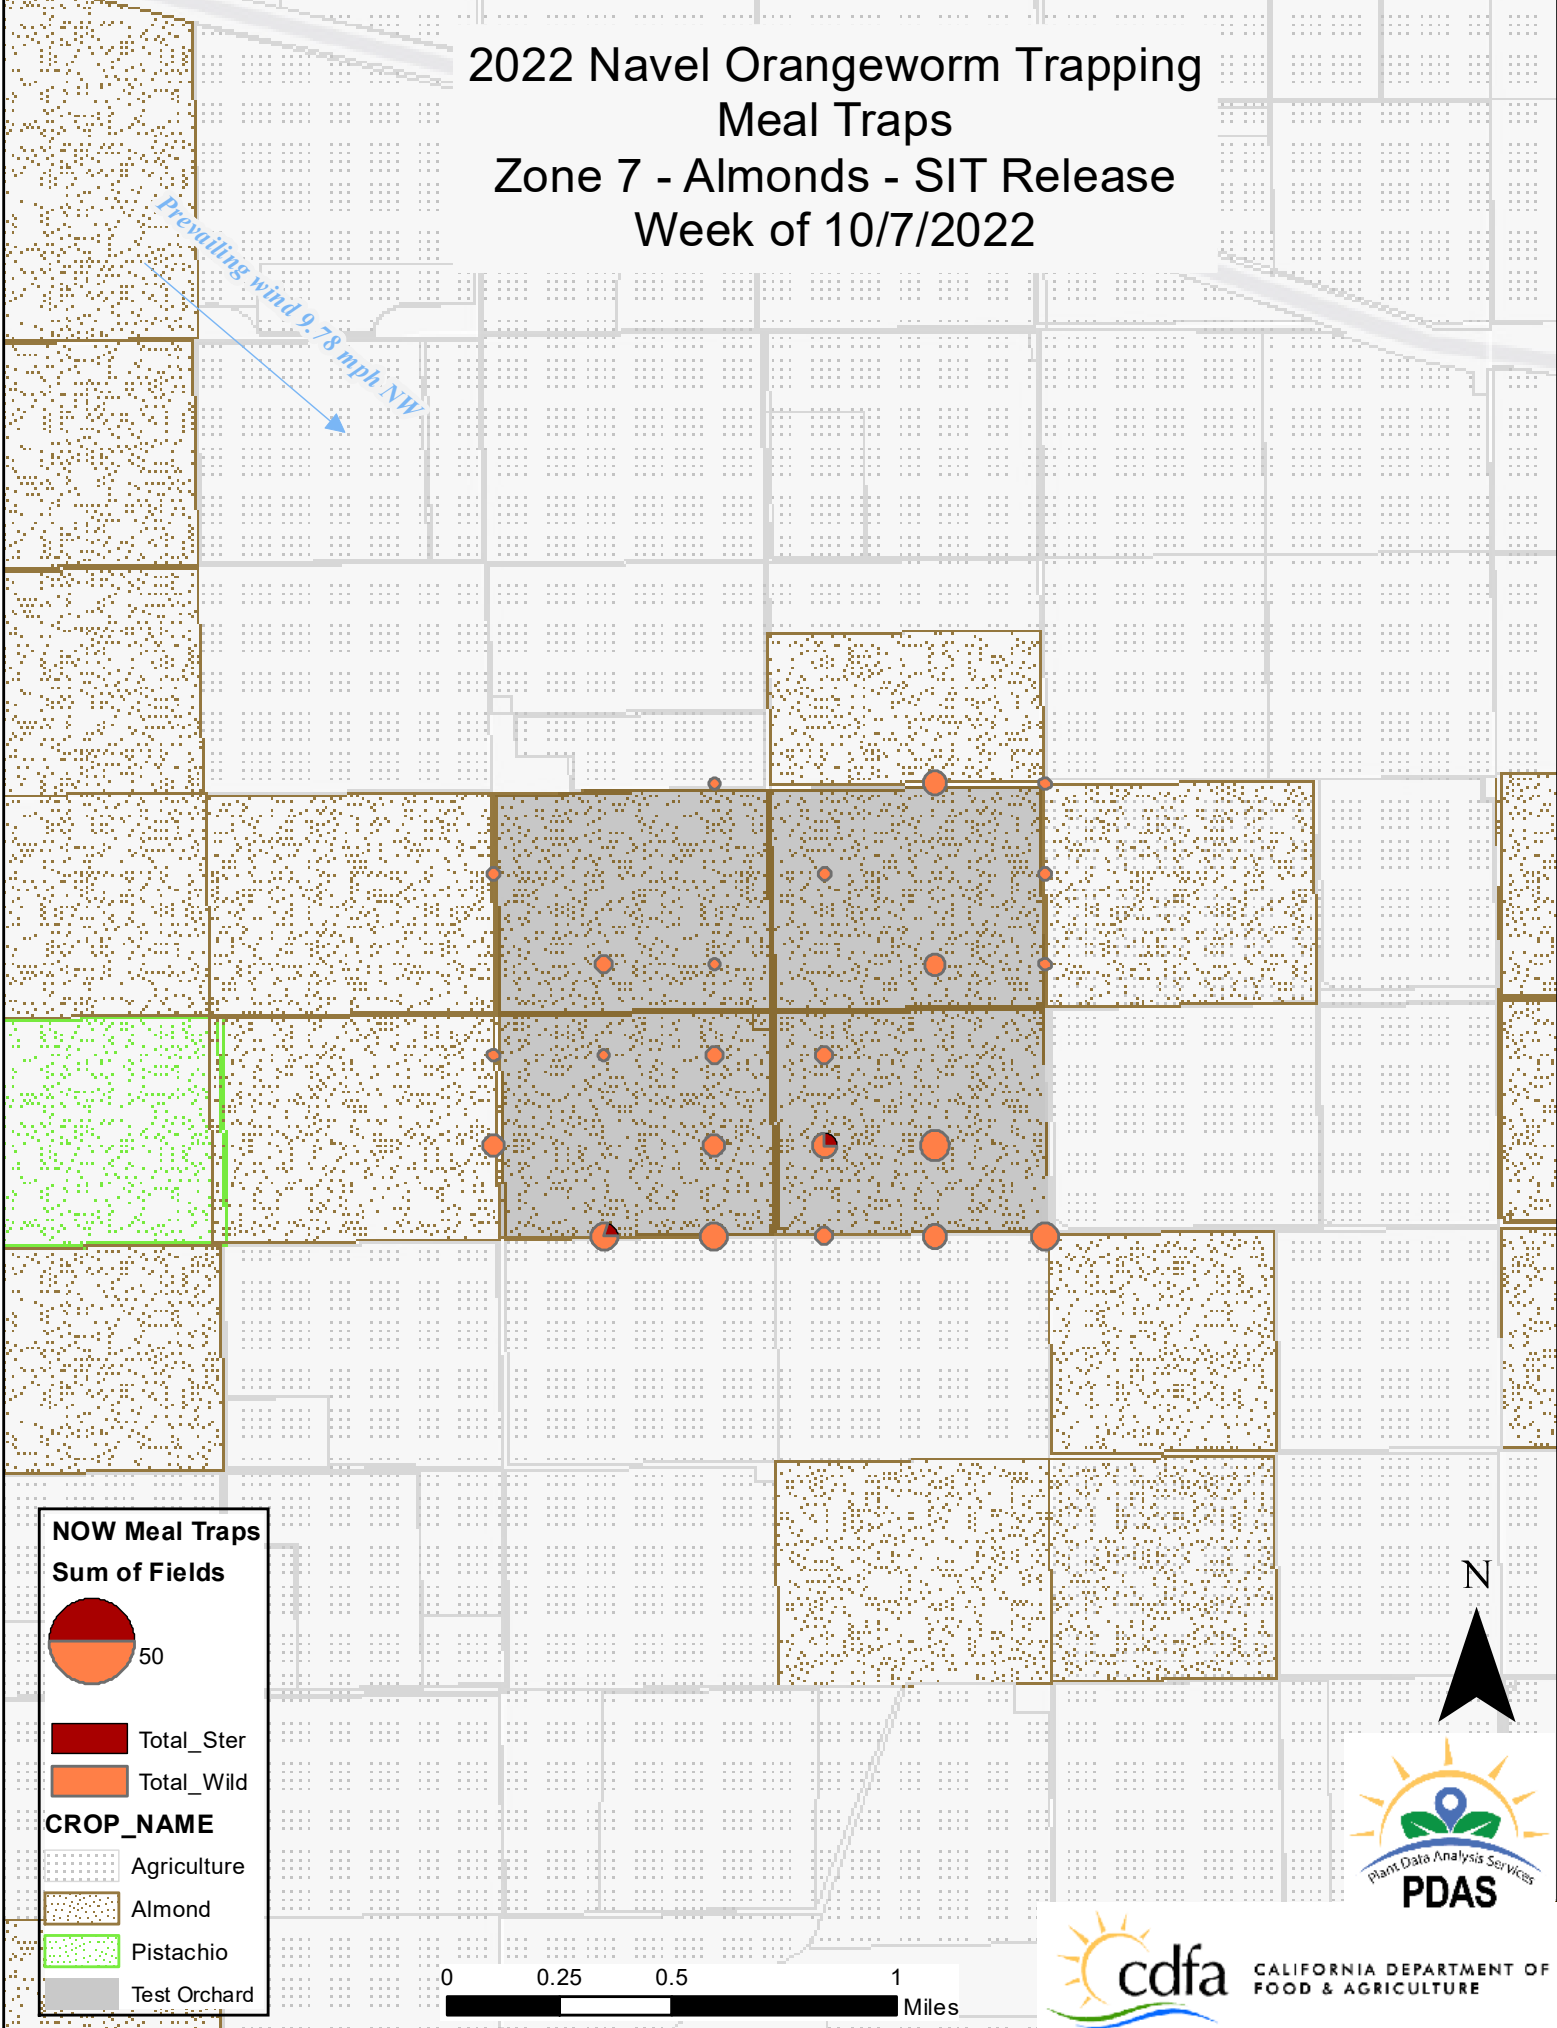 2022 Navel Orangeworm Trapping
Meal Traps
Zone 7 - Almonds - SIT Release
Week of 10/7/2022
Prevailing wind 9.78 mph NW
NOW Meal Traps
Sum of Fields
50
Total_Ster
Total_Wild
CROP_NAME
Agriculture
Almond
Pistachio
Test Orchard
0 0.25 0.5 1
Miles
N
Plant Data Analysis Services
PDAS
cdfa
CALIFORNIA DEPARTMENT OF
FOOD & AGRICULTURE